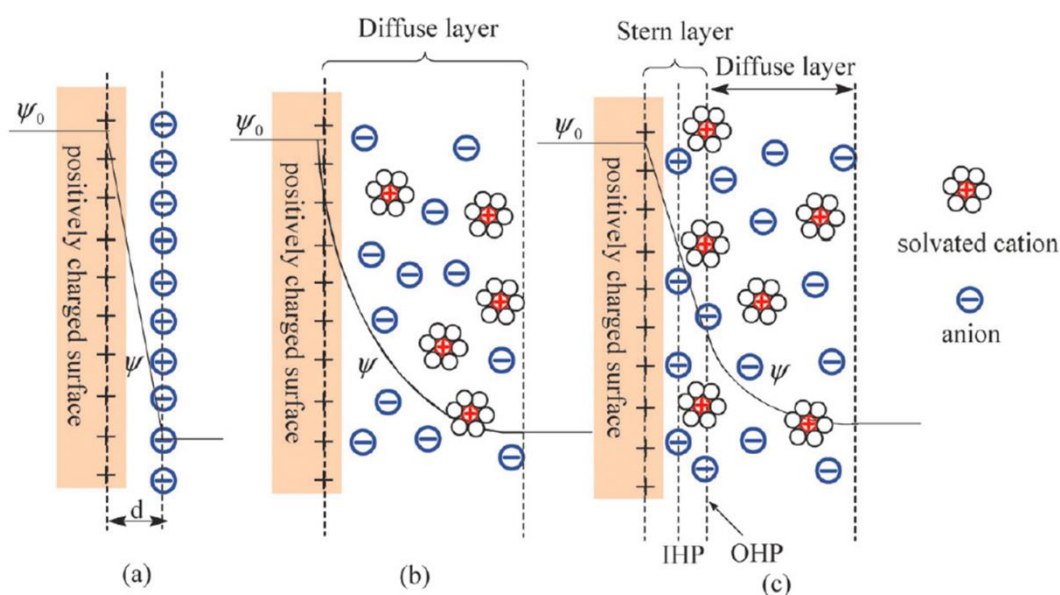 Diffuse layer
Stern layer
Diffuse layer
ψ0
ψ0
ψ0
positively charged surface
positively charged surface
positively charged surface
ψ
ψ
ψ
solvated cation
anion
d
IHP
OHP
(a)
(b)
(c)